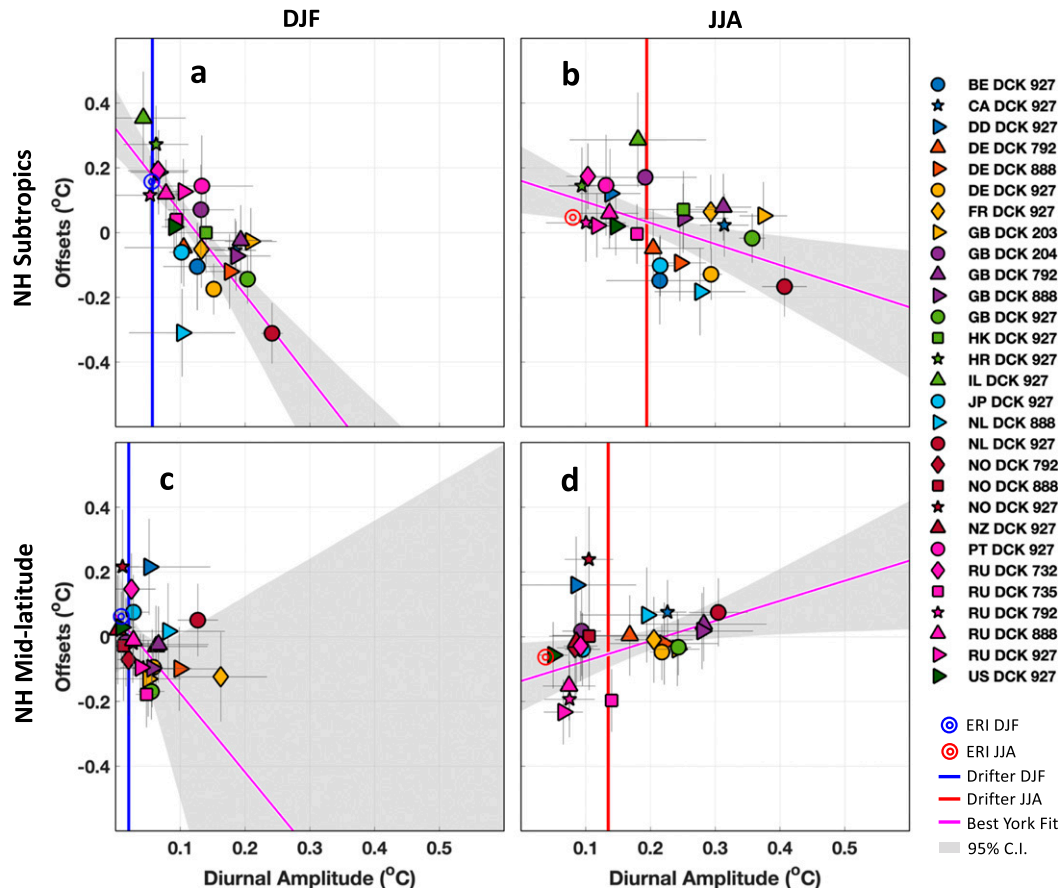 DJF
JJA
NH Subtropics
NH Mid-latitude
a
b
Offsets (°C)
0.4
0.2
0
-0.2
-0.4
c
d
Offsets (°C)
0.4
0.2
0
-0.2
-0.4
0.1 0.2 0.3 0.4 0.5
0.1 0.2 0.3 0.4 0.5
Diurnal Amplitude (°C)
Diurnal Amplitude (°C)
BE DCK 927
CA DCK 927
DD DCK 927
DE DCK 792
DE DCK 888
DE DCK 927
FR DCK 927
GB DCK 203
GB DCK 204
GB DCK 792
GB DCK 888
GB DCK 927
HK DCK 927
HR DCK 927
IL DCK 927
JP DCK 927
NL DCK 888
NL DCK 927
NO DCK 792
NO DCK 888
NO DCK 927
NZ DCK 927
PT DCK 927
RU DCK 732
RU DCK 735
RU DCK 792
RU DCK 888
RU DCK 927
US DCK 927
ERI DJF
ERI JJA
Drifter DJF
Drifter JJA
Best York Fit
95% C.I.